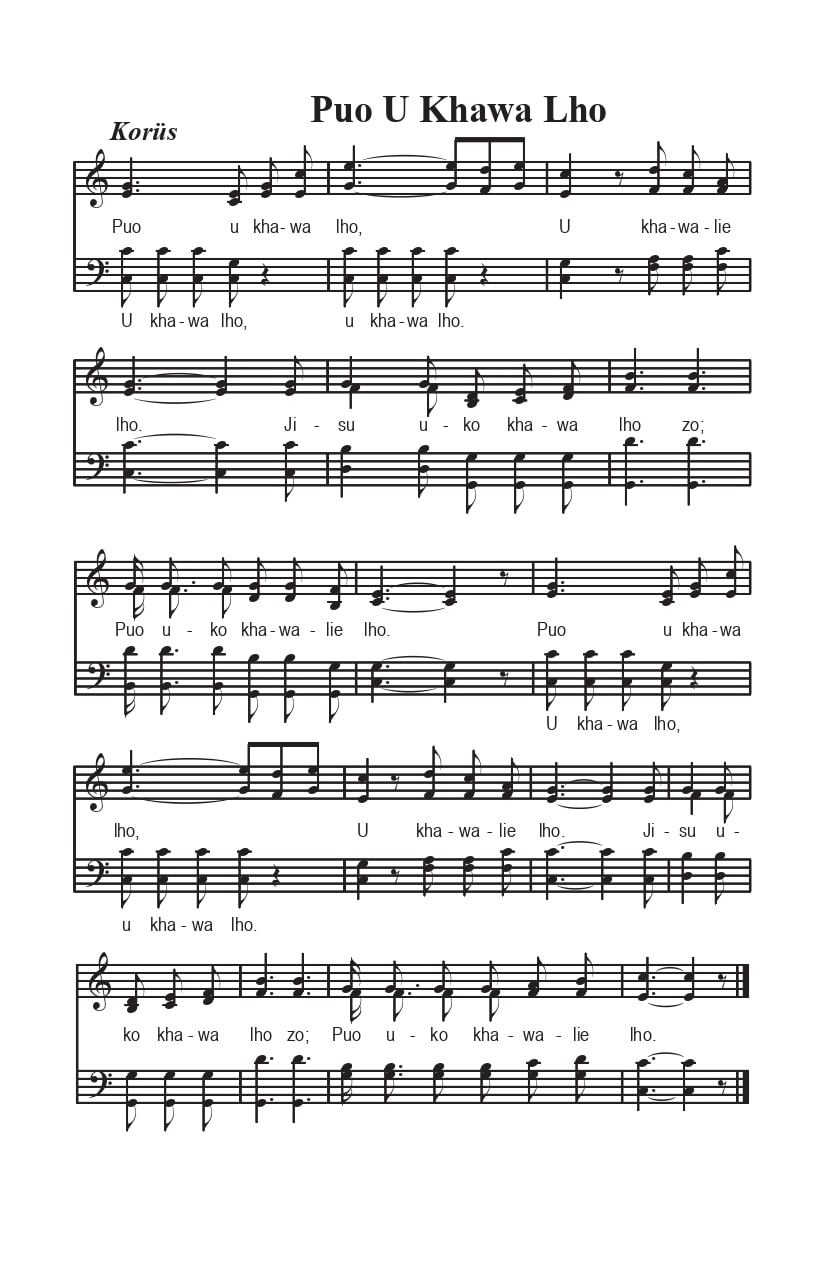 Puo U Khawa Lho
Korüs
Puo u kha-wa lho, U kha-wa-lie
U kha-wa lho, u kha-wa lho.
lho. Ji - su u - ko kha - wa lho zo;
Puo u - ko kha-wa-lie lho. Puo u kha-wa
U kha-wa lho,
lho, U kha-wa-lie lho. Ji-su u-
u kha-wa lho.
ko kha-wa lho zo; Puo u-ko kha-wa-lie lho.